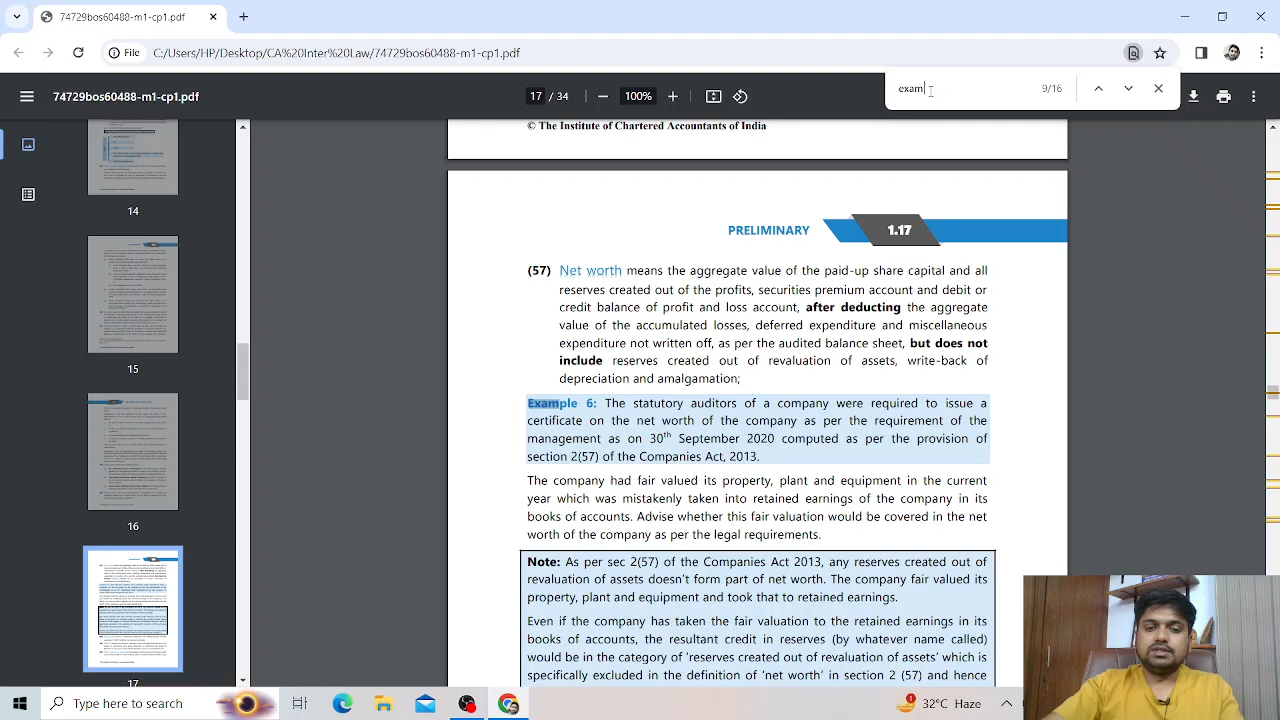 74729bos60488-m1-cp1.pdf
File C:/Users/HP/Desktop/CA%20Inter%20Law/74729bos60488-m1-cp1.pdf
74729bos60488-m1-cp1.pdf
17 / 34
100%
exam
9/16
Institute of Chartered Accountants of India
14
15
16
17
PRELIMINARY 1.17
net worth means the aggregate value of the paid-up share capital and all
reserves created out of the profits, securities premium account and debit or
credit balance of profit and loss account, after deducting the aggregate
of the accumulated losses, deferred expenditure and miscellaneous
expenditure not written off, as per the audited balance sheet, but does not
include reserves created out of revaluation of assets, write-back of
depreciation and amalgamation;
Example 6: The statutory auditors of a company were required to issue a
on the net worth of the company as per the requirement of the
as on 30th September 2020 calculated as per the provision of
section 2(57) of the Companies Act, 2013.
The company had fair valued its property, plant and equipment in the current
year which was mistakenly taken into retained earnings of the company in its
books of accounts. Advise whether this fair valuation would be covered in the net
worth of the company as per the legal requirements.
Note: As per sec 2(57) of the Companies Act 2013, reserves created out of
revaluation of assets doesn't form part of net worth. The company fair valued its
property, plant and equipment and took that to retained earnings.
Even if the company has taken the fair valuation to the retained earnings in its
books of accounts the resultant credit in reserves (by whatever name called)
would be in the category of 'reserve created out of revaluation of assets' which is
specifically excluded in the definition of 'net worth' in section 2 (57) and hence
Type here to search
32°C Haze